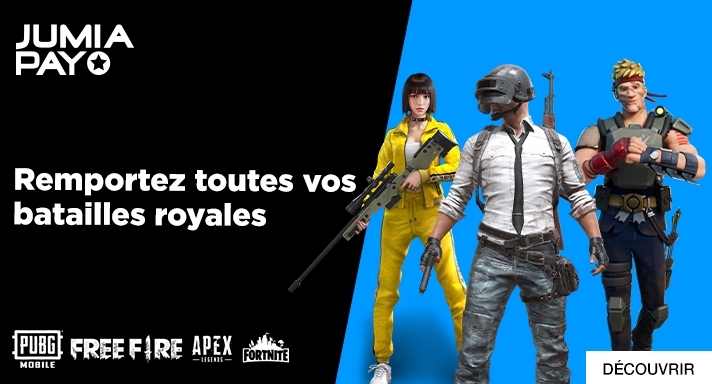 JUMIA
PAY
Remportez toutes vos
batailles royales
PUBG
MOBILE
FREE FIRE
APEX
LEGENDS
FORTNITE
DÉCOUVRIR